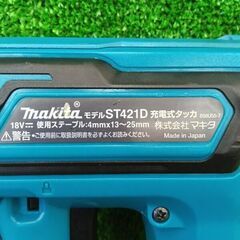 makita モデル ST421D 充電式タッカ
18V 使用ステープル:4mm×13〜25mm 株式会社マキタ
警告 ご使用前に取扱説明書を必ずよくお読みください。 Made in Japan